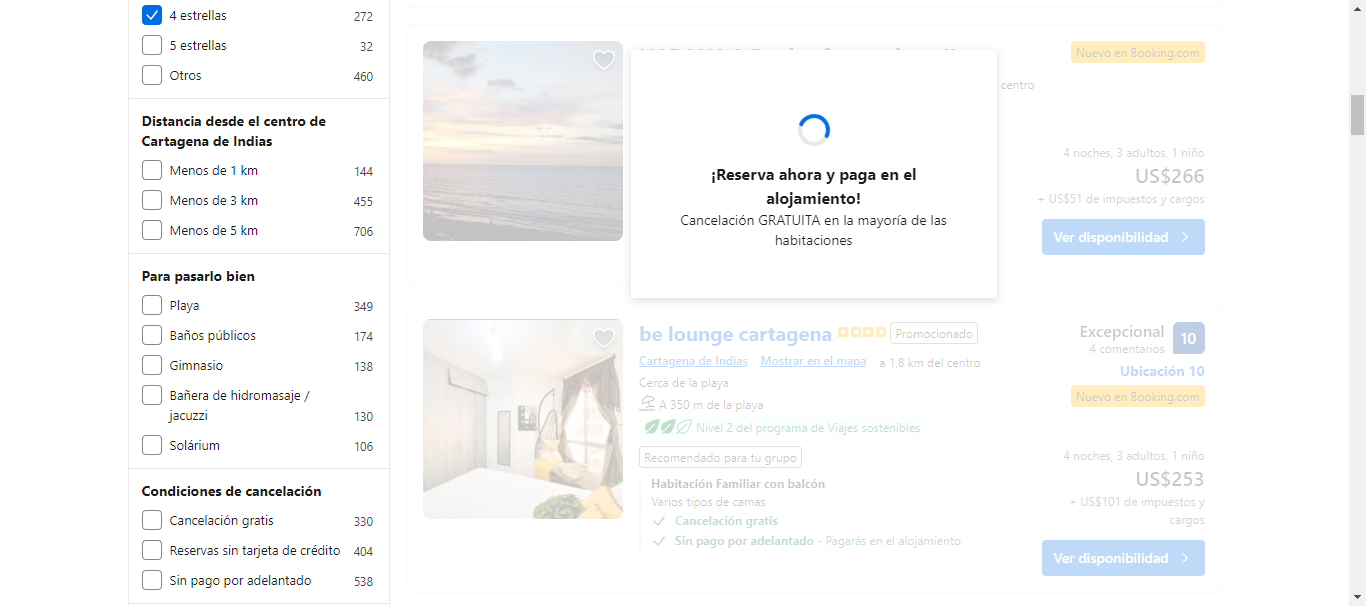 4 estrellas 272
5 estrellas 32
Otros 460
Distancia desde el centro de
Cartagena de Indias
Menos de 1 km 144
Menos de 3 km 455
Menos de 5 km 706
Para pasarlo bien
Playa 349
Baños públicos 174
Gimnasio 138
Bañera de hidromasaje /
jacuzzi 130
Solárium 106
Condiciones de cancelación
Cancelación gratis 330
Reservas sin tarjeta de crédito 404
Sin pago por adelantado 538
Nuevo en Booking.com
centro
4 noches, 3 adultos, 1 niño
US$266
+ US$51 de impuestos y cargos
Ver disponibilidad
¡Reserva ahora y paga en el
alojamiento!
Cancelación GRATUITA en la mayoría de las
habitaciones
be lounge cartagena Promocionado
Cartagena de Indias Mostrar en el mapa a 1,8 km del centro
Cerca de la playa
A 350 m de la playa
Nivel 2 del programa de Viajes sostenibles
Recomendado para tu grupo
Habitación Familiar con balcón
Varios tipos de camas
Cancelación gratis
Sin pago por adelantado - Pagarás en el alojamiento
Excepcional 10
4 comentarios
Ubicación 10
Nuevo en Booking.com
4 noches, 3 adultos, 1 niño
US$253
+ US$101 de impuestos y
cargos
Ver disponibilidad